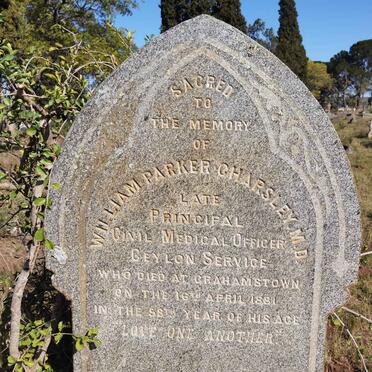 SACRED
TO
THE MEMORY
OF
WILLIAM PARKER CHARSLEY, M.D.
LATE
PRINCIPAL
CIVIL MEDICAL OFFICER
CEYLON SERVICE
WHO DIED AT GRAHAMSTOWN
ON THE 16TH APRIL 1881
IN THE 58TH YEAR OF HIS AGE
"LOVE ONE ANOTHER."